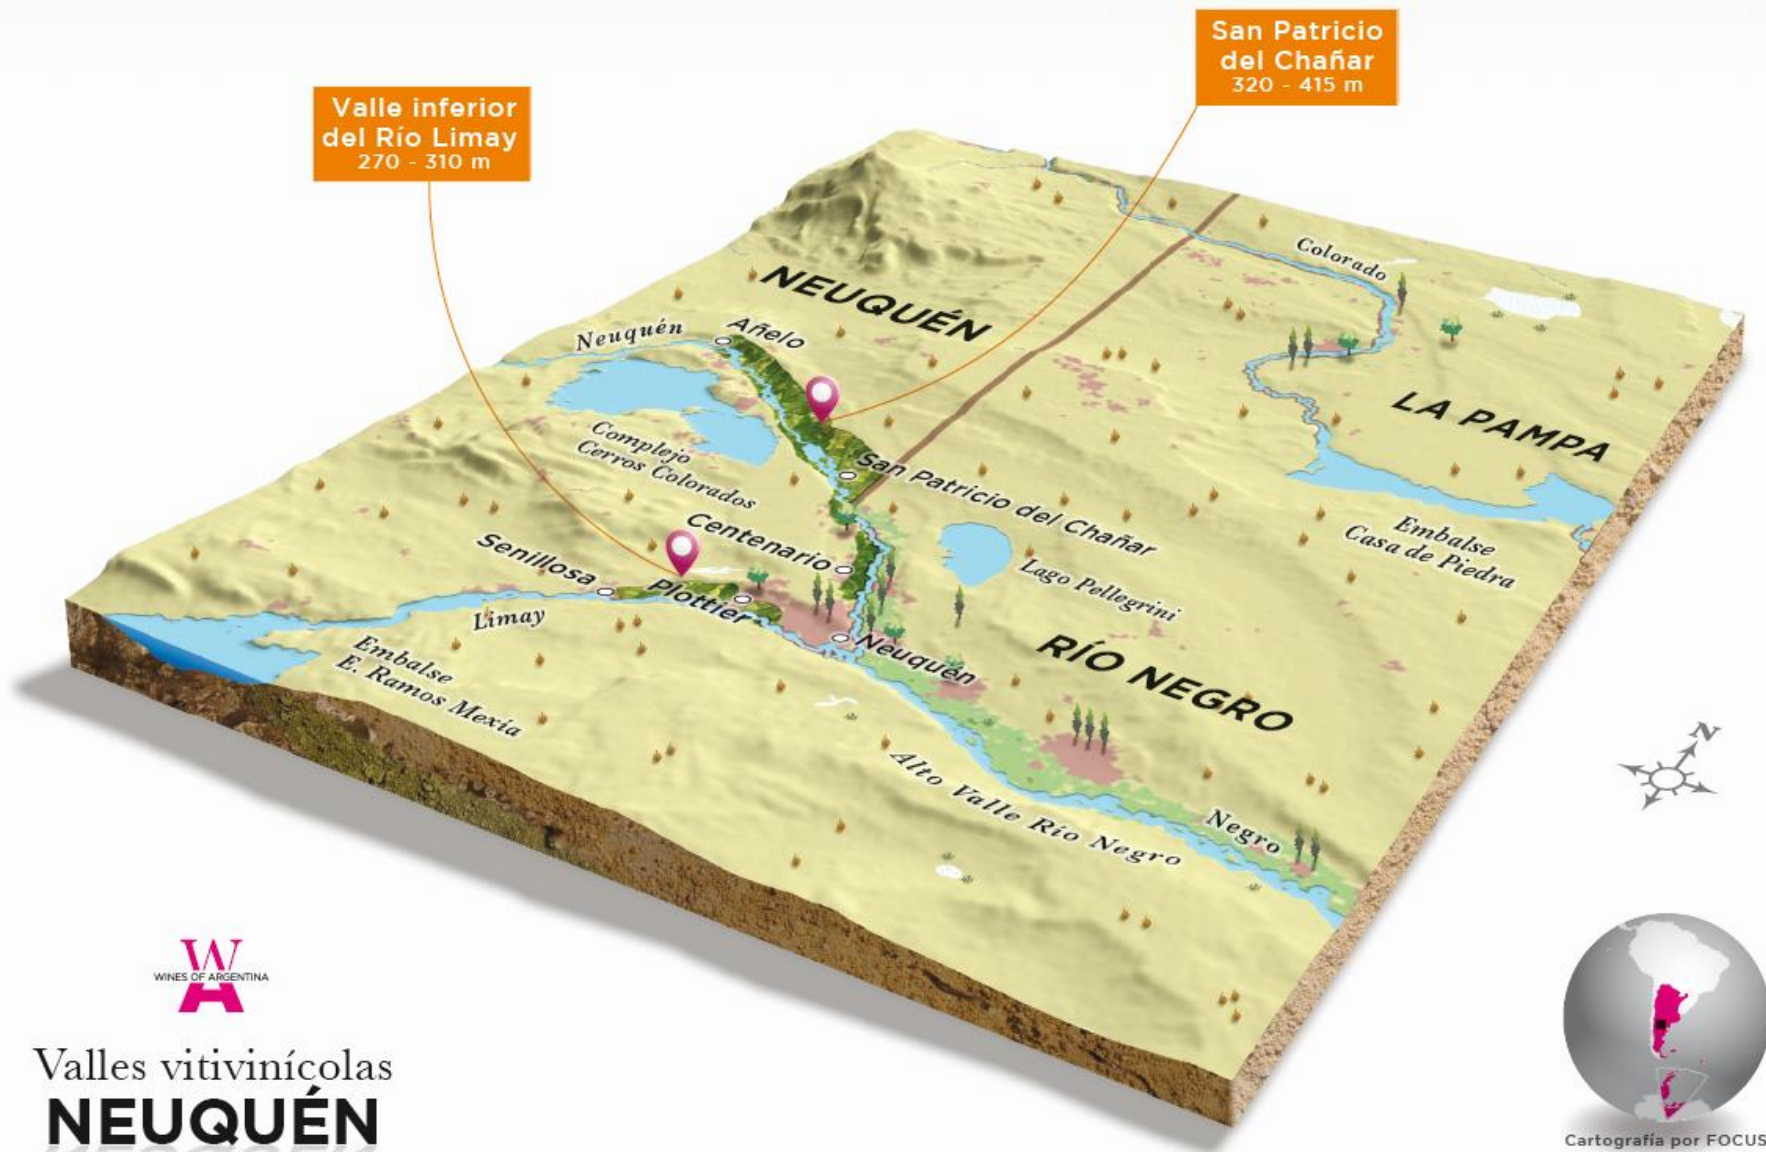 San Patricio
del Chañar
320 - 415 m
Valle inferior
del Río Limay
270 - 310 m
Colorado
NEUQUÉN
Neuquén
Añelo
LA PAMPA
Complejo
Cerros Colorados
San Patricio del Chañar
Embalse
Casa de Piedra
Centenario
Senillosa
Lago Pellegrini
Plottier
Limay
Neuquén
RÍO NEGRO
Embalse
E. Ramos Mexia
N
Alto Valle Río Negro
Negro
W
WINES OF ARGENTINA
A
Valles vitivinícolas
NEUQUÉN
Cartografía por FOCUS